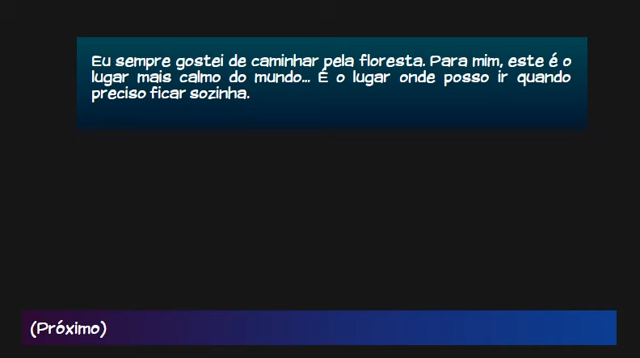 Eu sempre gostei de caminhar pela floresta. Para mim, este é o
lugar mais calmo do mundo... É o lugar onde posso ir quando
preciso ficar sozinha.
(Próximo)